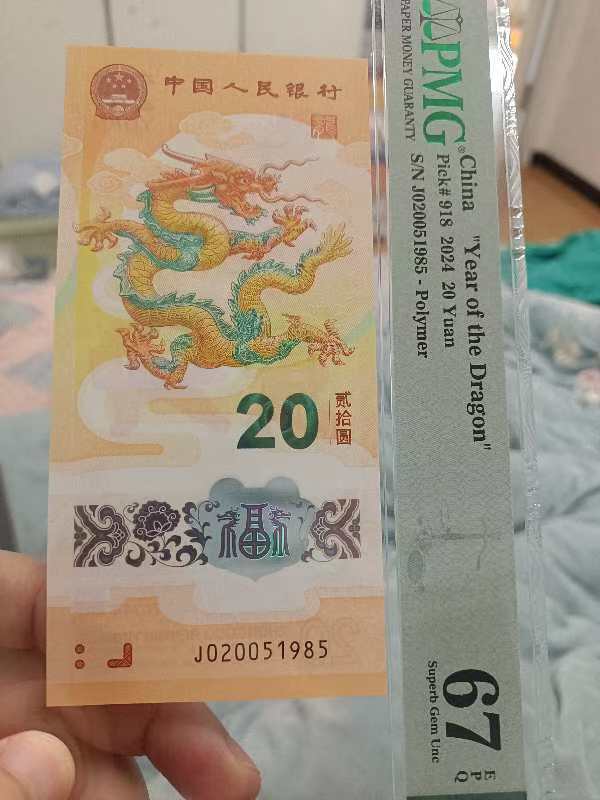 中国人民银行
20
贰拾圆
福
J020051985
PMG®
PAPER MONEY GUARANTY
China "Year of the Dragon"
Pick# 918 2024 20 Yuan
S/N J020051985 - Polymer
67
EPQ
Superb Gem Unc